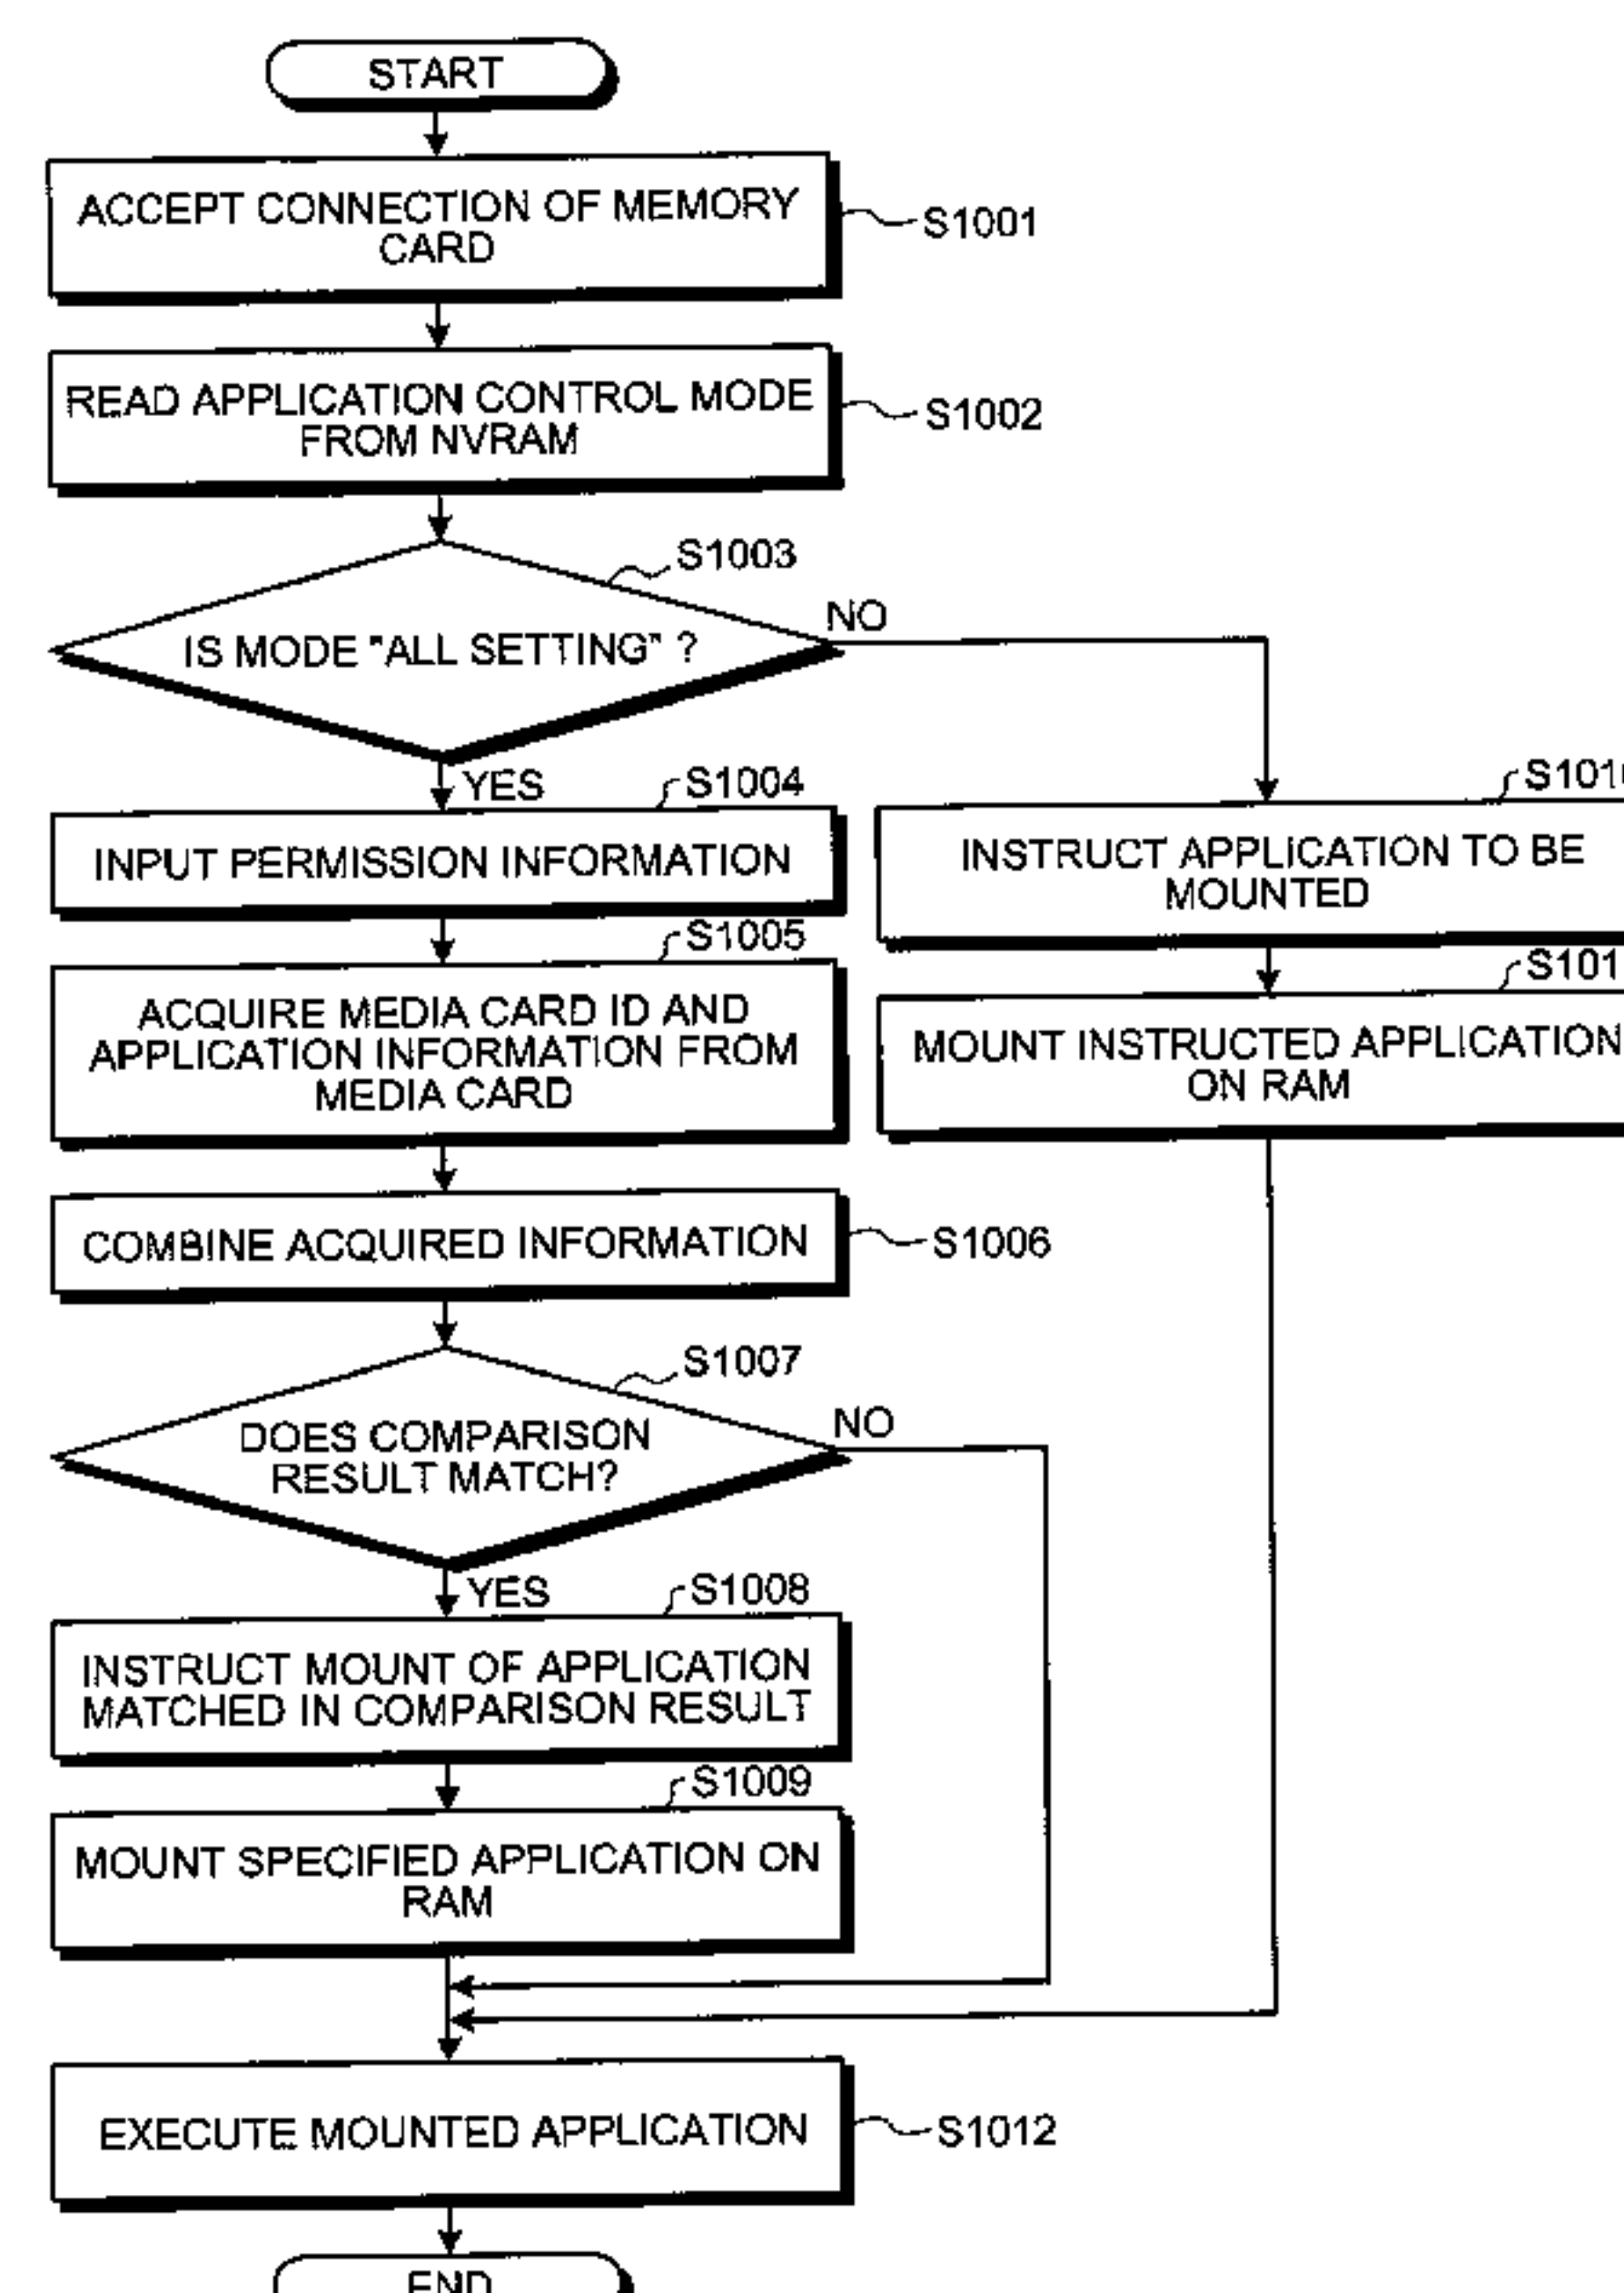 START
ACCEPT CONNECTION OF MEMORY
CARD
S1001
READ APPLICATION CONTROL MODE
FROM NVRAM
S1002
S1003
IS MODE "ALL SETTING" ?
NO
YES
S1004
INPUT PERMISSION INFORMATION
INSTRUCT APPLICATION TO BE
MOUNTED
S1005
ACQUIRE MEDIA CARD ID AND
APPLICATION INFORMATION FROM
MEDIA CARD
MOUNT INSTRUCTED APPLICATION
ON RAM
COMBINE ACQUIRED INFORMATION
S1006
S1007
DOES COMPARISON
RESULT MATCH?
NO
YES
S1008
INSTRUCT MOUNT OF APPLICATION
MATCHED IN COMPARISON RESULT
S1009
MOUNT SPECIFIED APPLICATION ON
RAM
EXECUTE MOUNTED APPLICATION
S1012
END